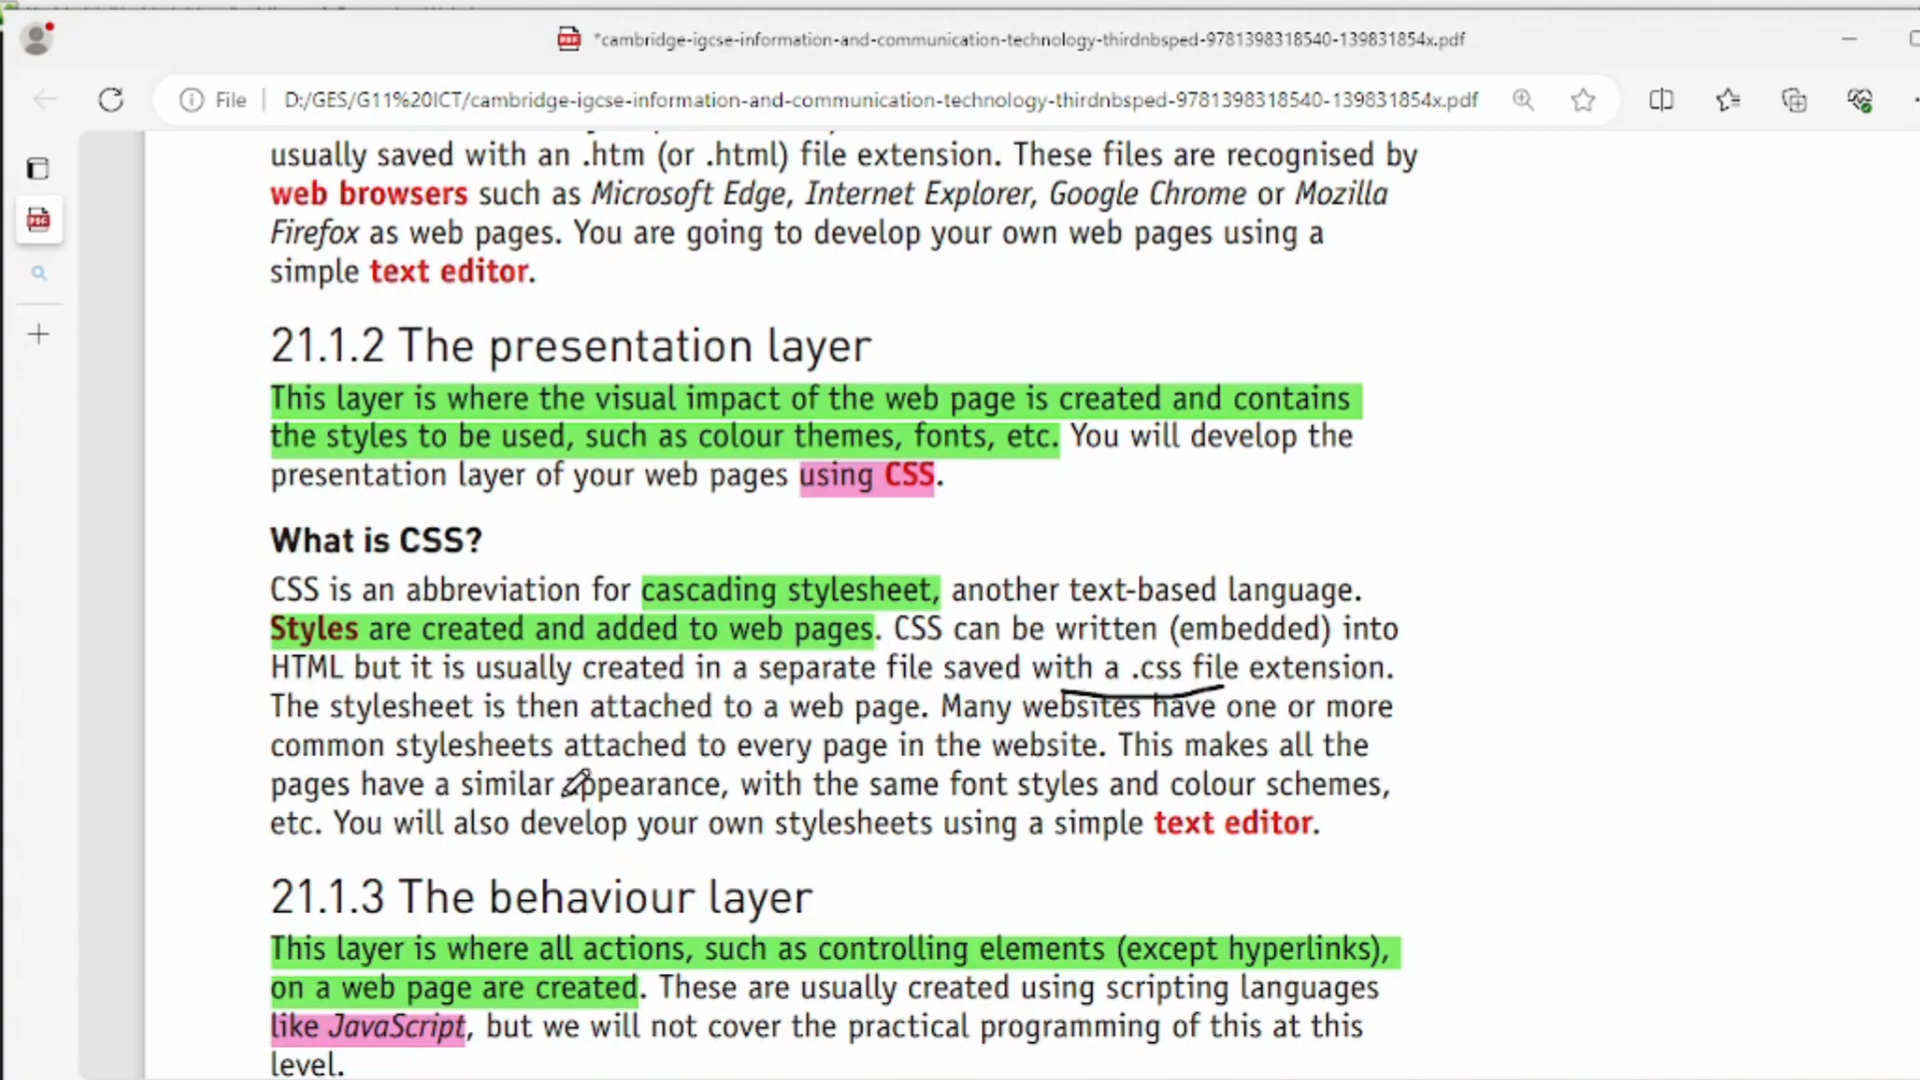 *cambridge-igcse-information-and-communication-technology-thirdnbsped-9781398318540-139831854x.pdf
File D:/GES/G11%20ICT/cambridge-igcse-information-and-communication-technology-thirdnbsped-9781398318540-139831854x.pdf
usually saved with an .htm (or .html) file extension. These files are recognised by
web browsers such as Microsoft Edge, Internet Explorer, Google Chrome or Mozilla
Firefox as web pages. You are going to develop your own web pages using a
simple text editor.
21.1.2 The presentation layer
This layer is where the visual impact of the web page is created and contains
the styles to be used, such as colour themes, fonts, etc. You will develop the
presentation layer of your web pages using CSS.
What is CSS?
CSS is an abbreviation for cascading stylesheet, another text-based language.
Styles are created and added to web pages. CSS can be written (embedded) into
HTML but it is usually created in a separate file saved with a .css file extension.
The stylesheet is then attached to a web page. Many websites have one or more
common stylesheets attached to every page in the website. This makes all the
pages have a similar appearance, with the same font styles and colour schemes,
etc. You will also develop your own stylesheets using a simple text editor.
21.1.3 The behaviour layer
This layer is where all actions, such as controlling elements (except hyperlinks),
on a web page are created. These are usually created using scripting languages
like JavaScript, but we will not cover the practical programming of this at this
level.